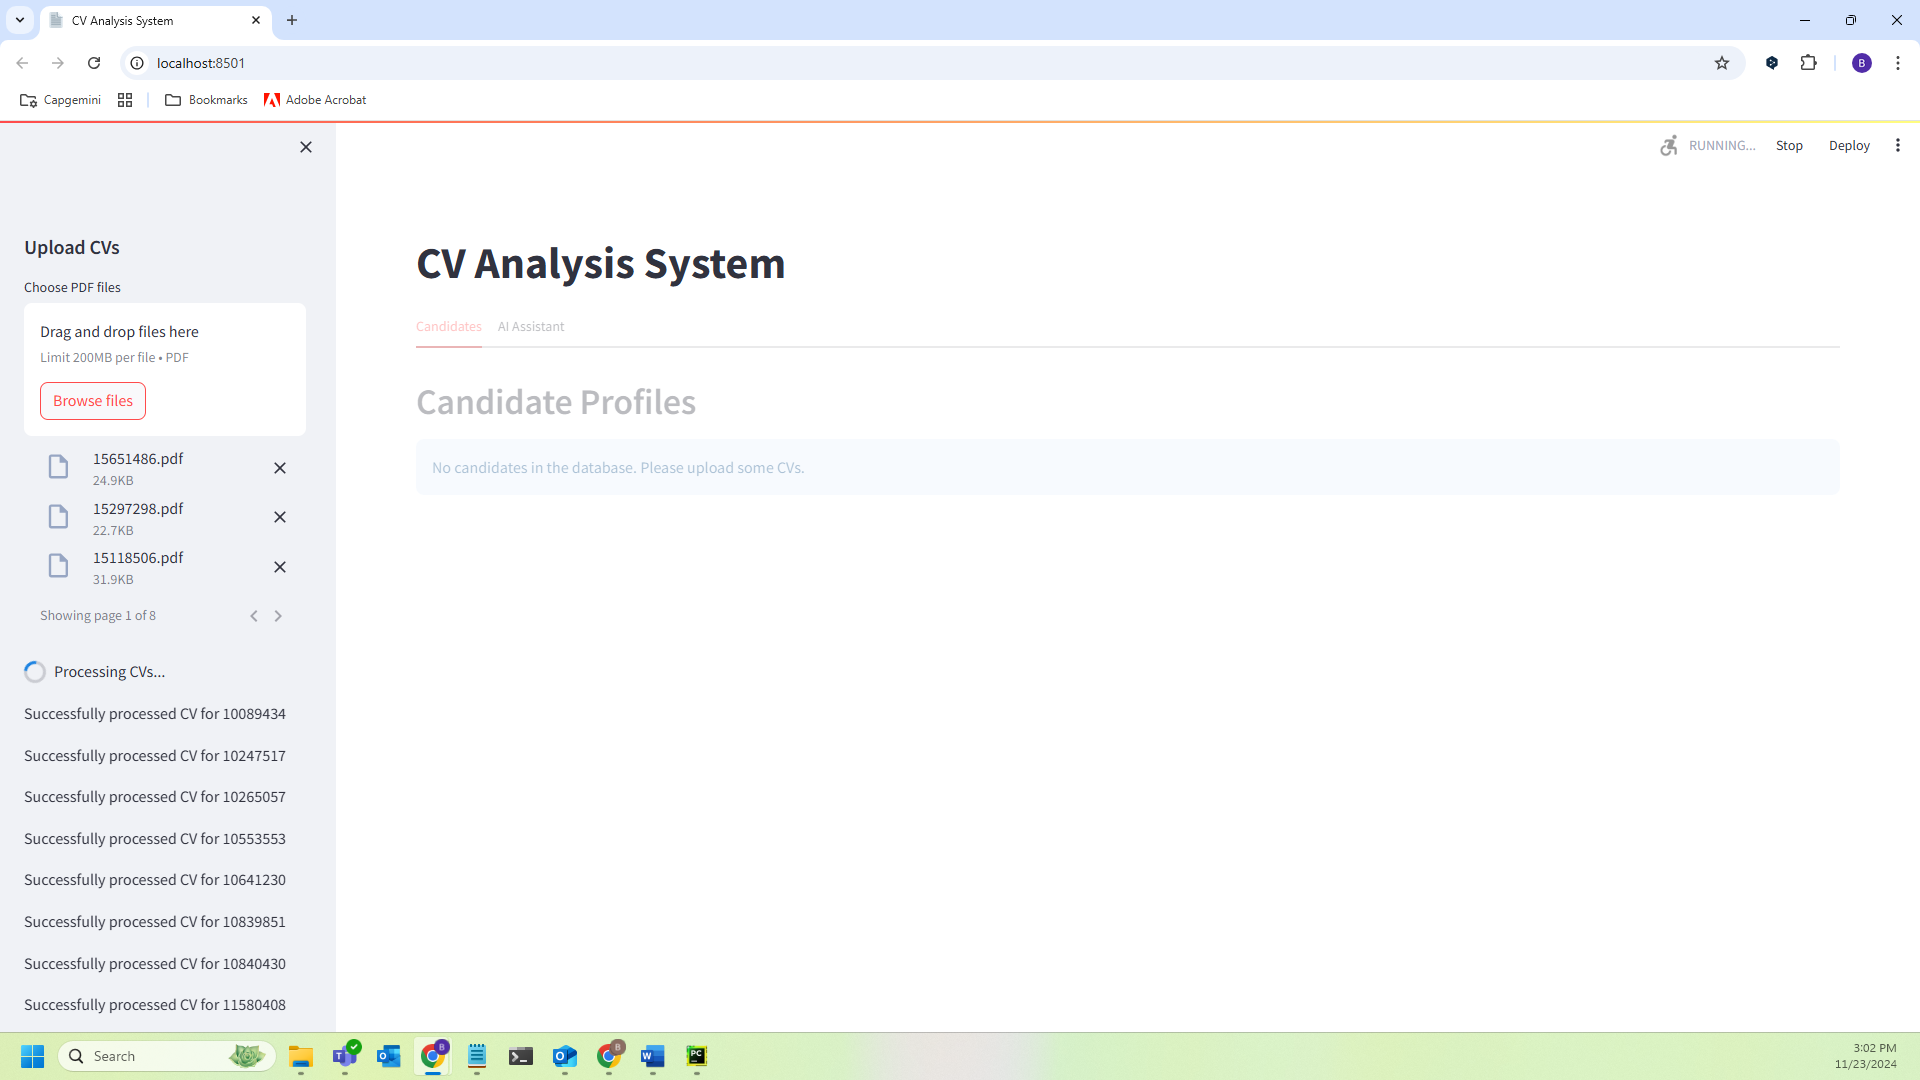 CV Analysis System
localhost:8501
B
Capgemini
Bookmarks
Adobe Acrobat
RUNNING...
Stop
Deploy
Upload CVs
Choose PDF files
Drag and drop files here
Limit 200MB per file • PDF
Browse files
15651486.pdf
24.9KB
15297298.pdf
22.7KB
15118506.pdf
31.9KB
Showing page 1 of 8
Processing CVs...
Successfully processed CV for 10089434
Successfully processed CV for 10247517
Successfully processed CV for 10265057
Successfully processed CV for 10553553
Successfully processed CV for 10641230
Successfully processed CV for 10839851
Successfully processed CV for 10840430
Successfully processed CV for 11580408
CV Analysis System
Candidates
AI Assistant
Candidate Profiles
No candidates in the database. Please upload some CVs.
Search
T
B
B
W
PC
3:02 PM
11/23/2024